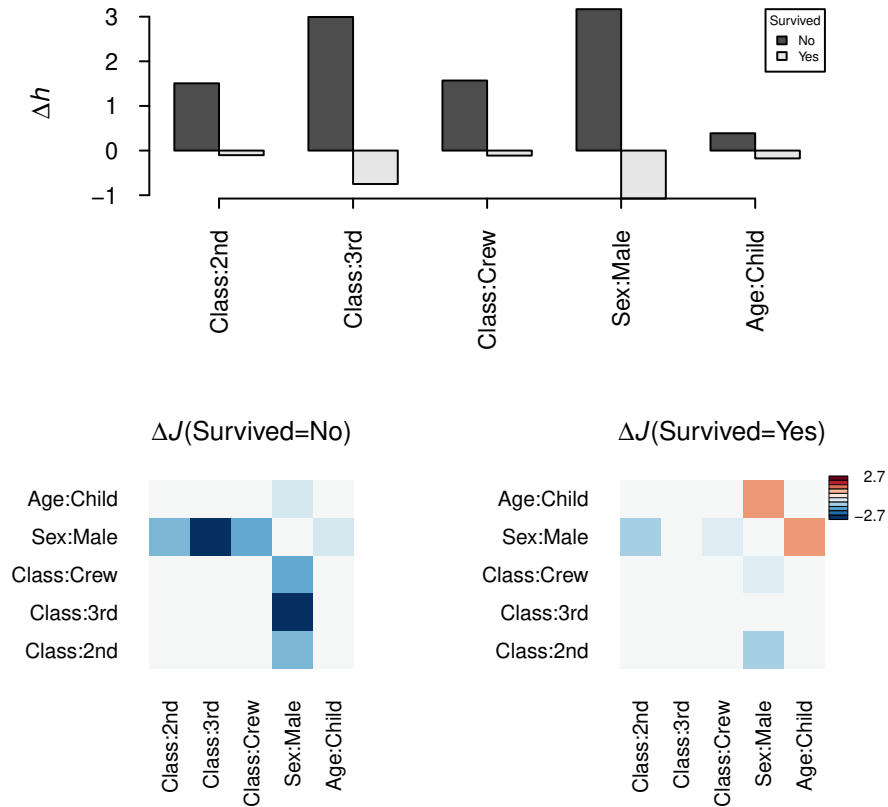 3
2
1
0
−1
Δh
Survived
No
Yes
Class:2nd
Class:3rd
Class:Crew
Sex:Male
Age:Child
ΔJ(Survived=No)
Age:Child
Sex:Male
Class:Crew
Class:3rd
Class:2nd
Class:2nd
Class:3rd
Class:Crew
Sex:Male
Age:Child
ΔJ(Survived=Yes)
2.7
−2.7
Age:Child
Sex:Male
Class:Crew
Class:3rd
Class:2nd
Class:2nd
Class:3rd
Class:Crew
Sex:Male
Age:Child